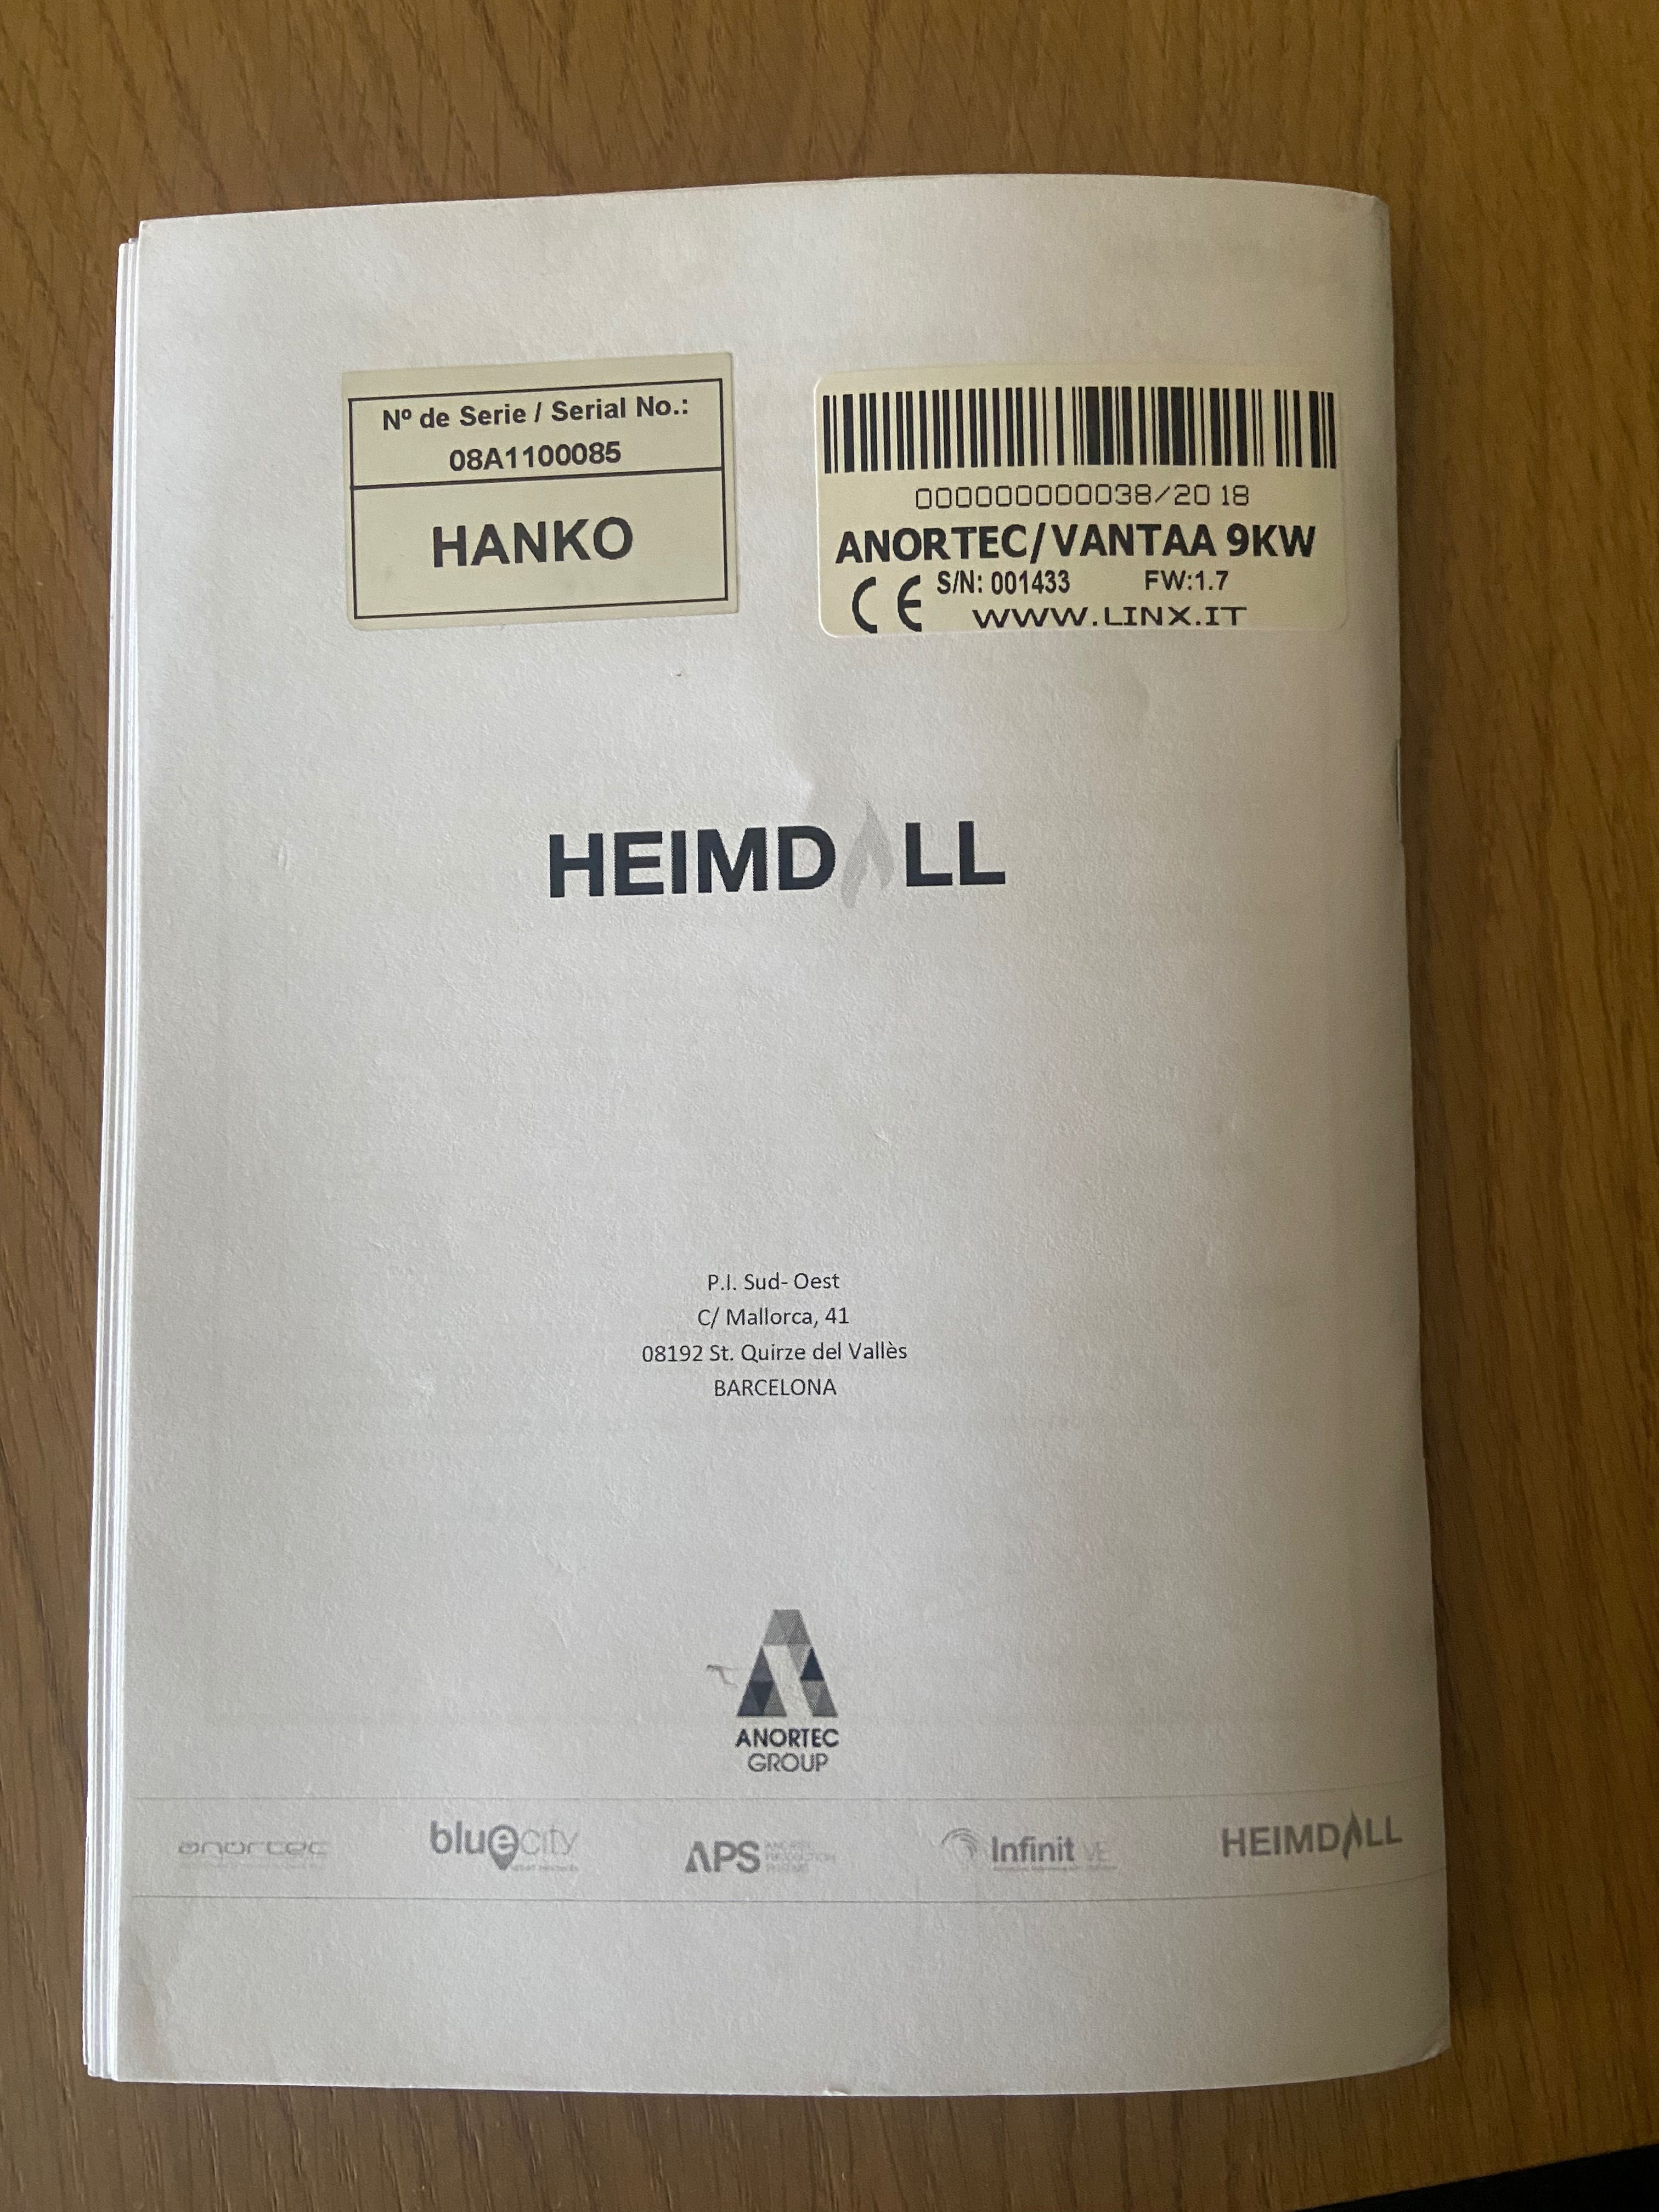 Nº de Serie / Serial No.:
08A1100085
HANKO
000000000038/2018
ANORTEC/VANTAA 9KW
CE S/N: 001433 FW:1.7
WWW.LINX.IT
HEIMDALL
P.I. Sud- Oest
C/ Mallorca, 41
08192 St. Quirze del Vallès
BARCELONA
ANORTEC
GROUP
anortec bluecity APS Infinit VE HEIMDALL